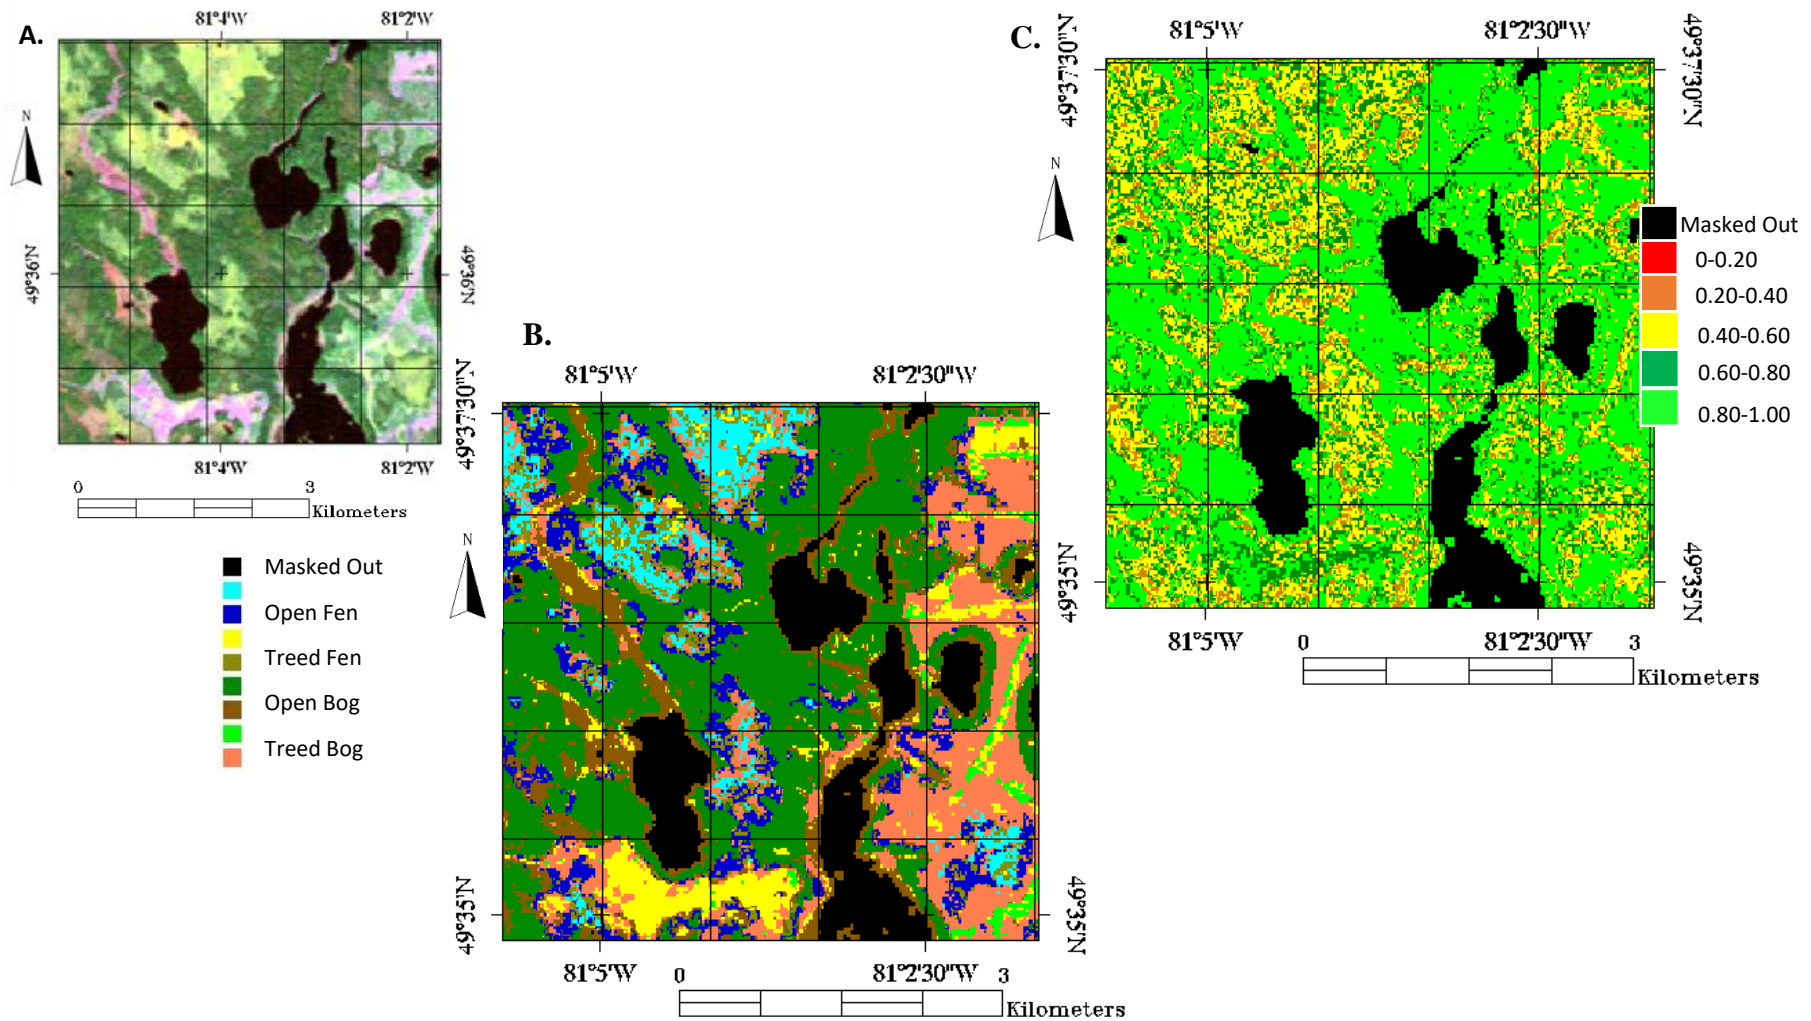 A.
81°4'W 81°2'W
N
49°36'N
49°36'N
81°4'W 81°2'W
0 3
Kilometers
Masked Out
Open Fen
Treed Fen
Open Bog
Treed Bog
B.
81°5'W 81°2'30"W
49°37'30"N
N
49°35'N
49°35'N
81°5'W 81°2'30"W
0 3
Kilometers
C.
81°5'W 81°2'30"W
49°37'30"N
49°37'30"N
N
Masked Out
0-0.20
0.20-0.40
0.40-0.60
0.60-0.80
0.80-1.00
49°35'N
49°35'N
81°5'W 81°2'30"W
0 3
Kilometers